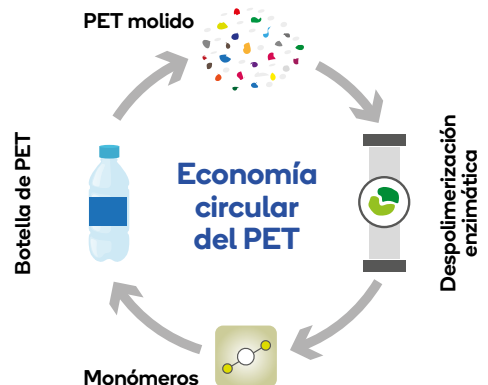 PET molido
Economía
circular
del PET
Despolimerización
enzimática
Monómeros
Botella de PET